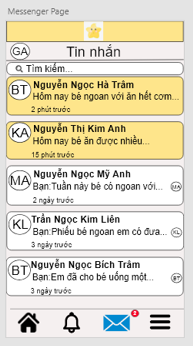 Messenger Page
GA
Tin nhắn
Tìm kiếm...
BT
Nguyễn Ngọc Hà Trâm
Hôm nay bé ngoan với ăn hết cơm...
2 phút trước
KA
Nguyễn Thị Kim Anh
Hôm nay bé ăn được nhiều...
15 phút trước
MA
Nguyễn Ngọc Mỹ Anh
Bạn:Tuần này bé có ngoan với...
MA
2 ngày trước
KL
Trần Ngọc Kim Liên
Bạn:Phiếu bé ngoan em có đưa...
KL
3 ngày trước
BT
Nguyễn Ngọc Bích Trâm
Bạn:Em đã cho bé uống một...
BT
3 ngày trước
2